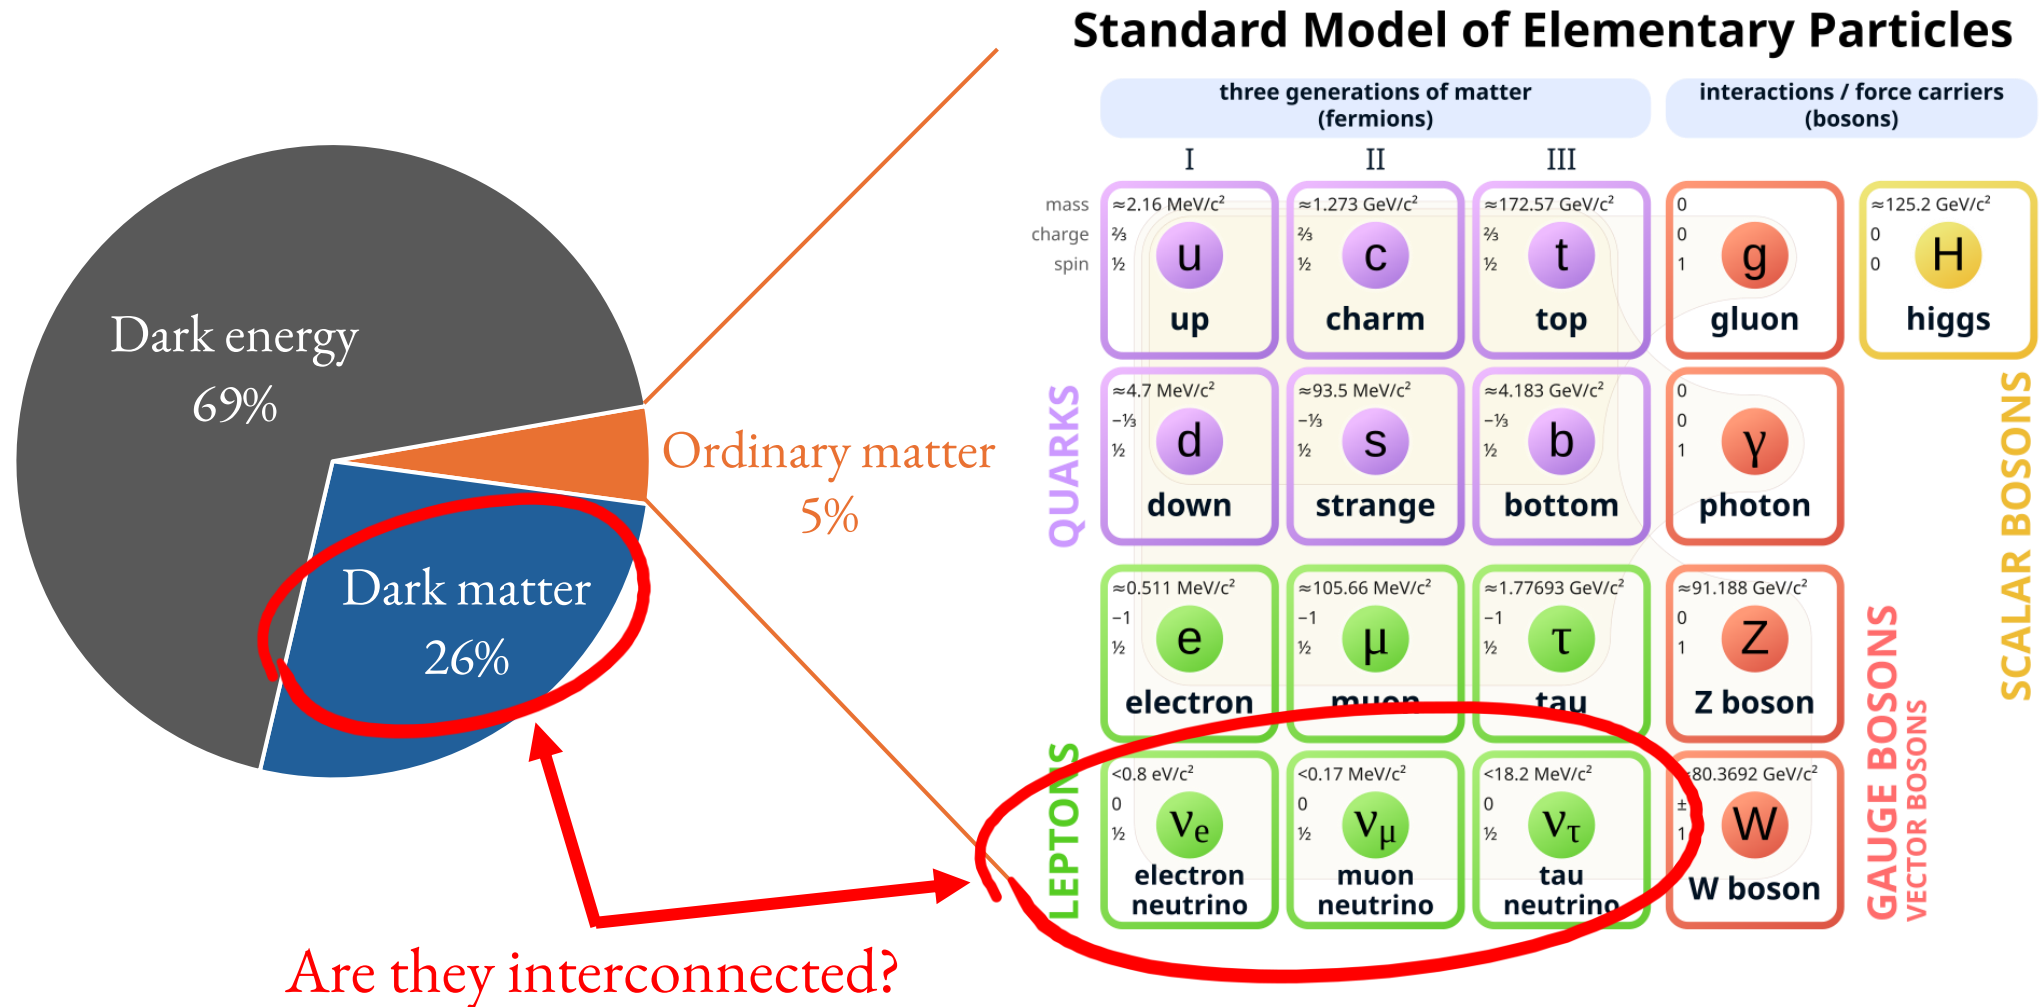 Standard Model of Elementary Particles
three generations of matter
(fermions)
interactions / force carriers
(bosons)
I
II
III
mass
charge
spin
≈2.16 MeV/c²
⅔
½
u
up
≈1.273 GeV/c²
⅔
½
c
charm
≈172.57 GeV/c²
⅔
½
t
top
0
0
1
g
gluon
≈125.2 GeV/c²
0
0
H
higgs
QUARKS
≈4.7 MeV/c²
−⅓
½
d
down
≈93.5 MeV/c²
−⅓
½
s
strange
≈4.183 GeV/c²
−⅓
½
b
bottom
0
0
1
γ
photon
SCALAR BOSONS
≈0.511 MeV/c²
−1
½
e
electron
≈105.66 MeV/c²
−1
½
μ
muon
≈1.77693 GeV/c²
−1
½
τ
tau
≈91.188 GeV/c²
0
1
Z
Z boson
LEPTONS
<0.8 eV/c²
0
½
νe
electron
neutrino
<0.17 MeV/c²
0
½
νμ
muon
neutrino
<18.2 MeV/c²
0
½
ντ
tau
neutrino
≈80.3692 GeV/c²
±
1
W
W boson
GAUGE BOSONS
VECTOR BOSONS
Dark energy
69%
Ordinary matter
5%
Dark matter
26%
Are they interconnected?